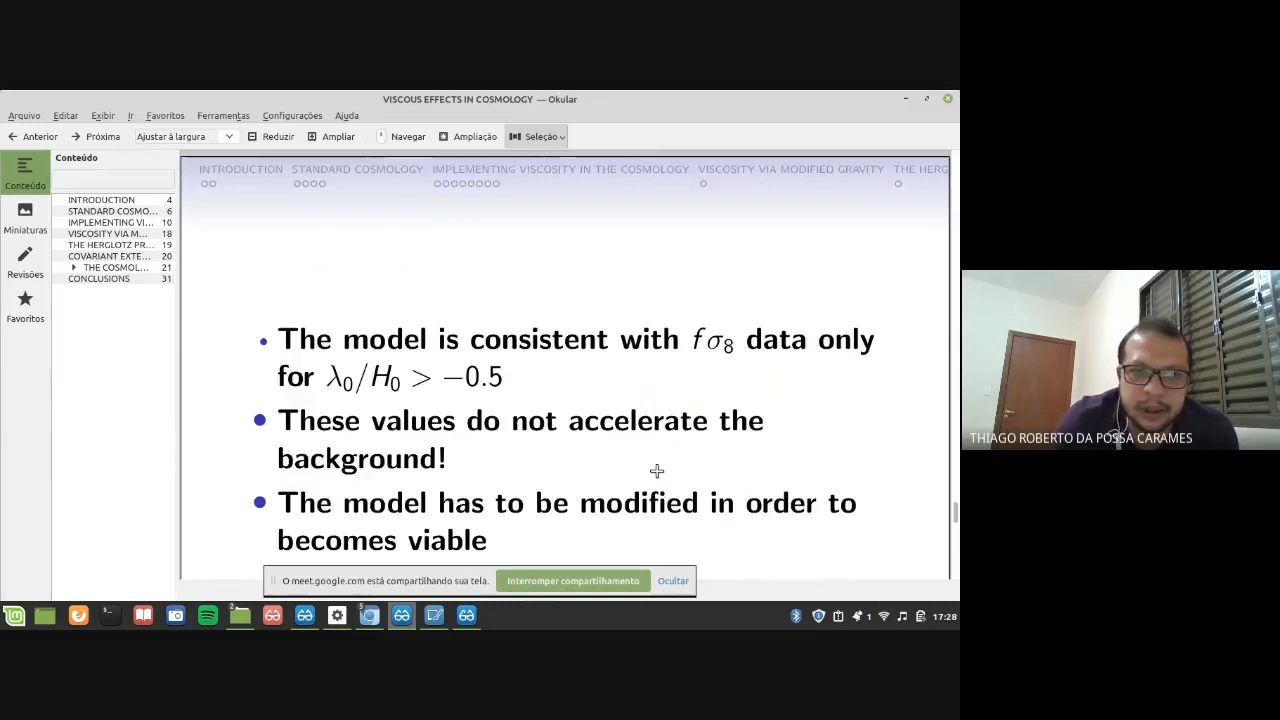 VISCOUS EFFECTS IN COSMOLOGY — Okular
Arquivo Editar Exibir Ir Favoritos Ferramentas Configurações Ajuda
Anterior Próxima Ajustar à largura Reduzir Ampliar Navegar Ampliação Seleção
Conteúdo
Conteúdo
Miniaturas
Revisões
Favoritos
INTRODUCTION 4
STANDARD COSMO... 6
IMPLEMENTING VI... 10
VISCOSITY VIA M... 18
THE HERGLOTZ PR... 19
COVARIANT EXTE... 20
THE COSMOL... 21
CONCLUSIONS 31
INTRODUCTION STANDARD COSMOLOGY IMPLEMENTING VISCOSITY IN THE COSMOLOGY VISCOSITY VIA MODIFIED GRAVITY THE HERG
• The model is consistent with fσ₈ data only
for λ₀/H₀ > −0.5
• These values do not accelerate the
background!
• The model has to be modified in order to
becomes viable
O meet.google.com está compartilhando sua tela. Interromper compartilhamento Ocultar
2 5 1 17:28
THIAGO ROBERTO DA POSSA CARAMES